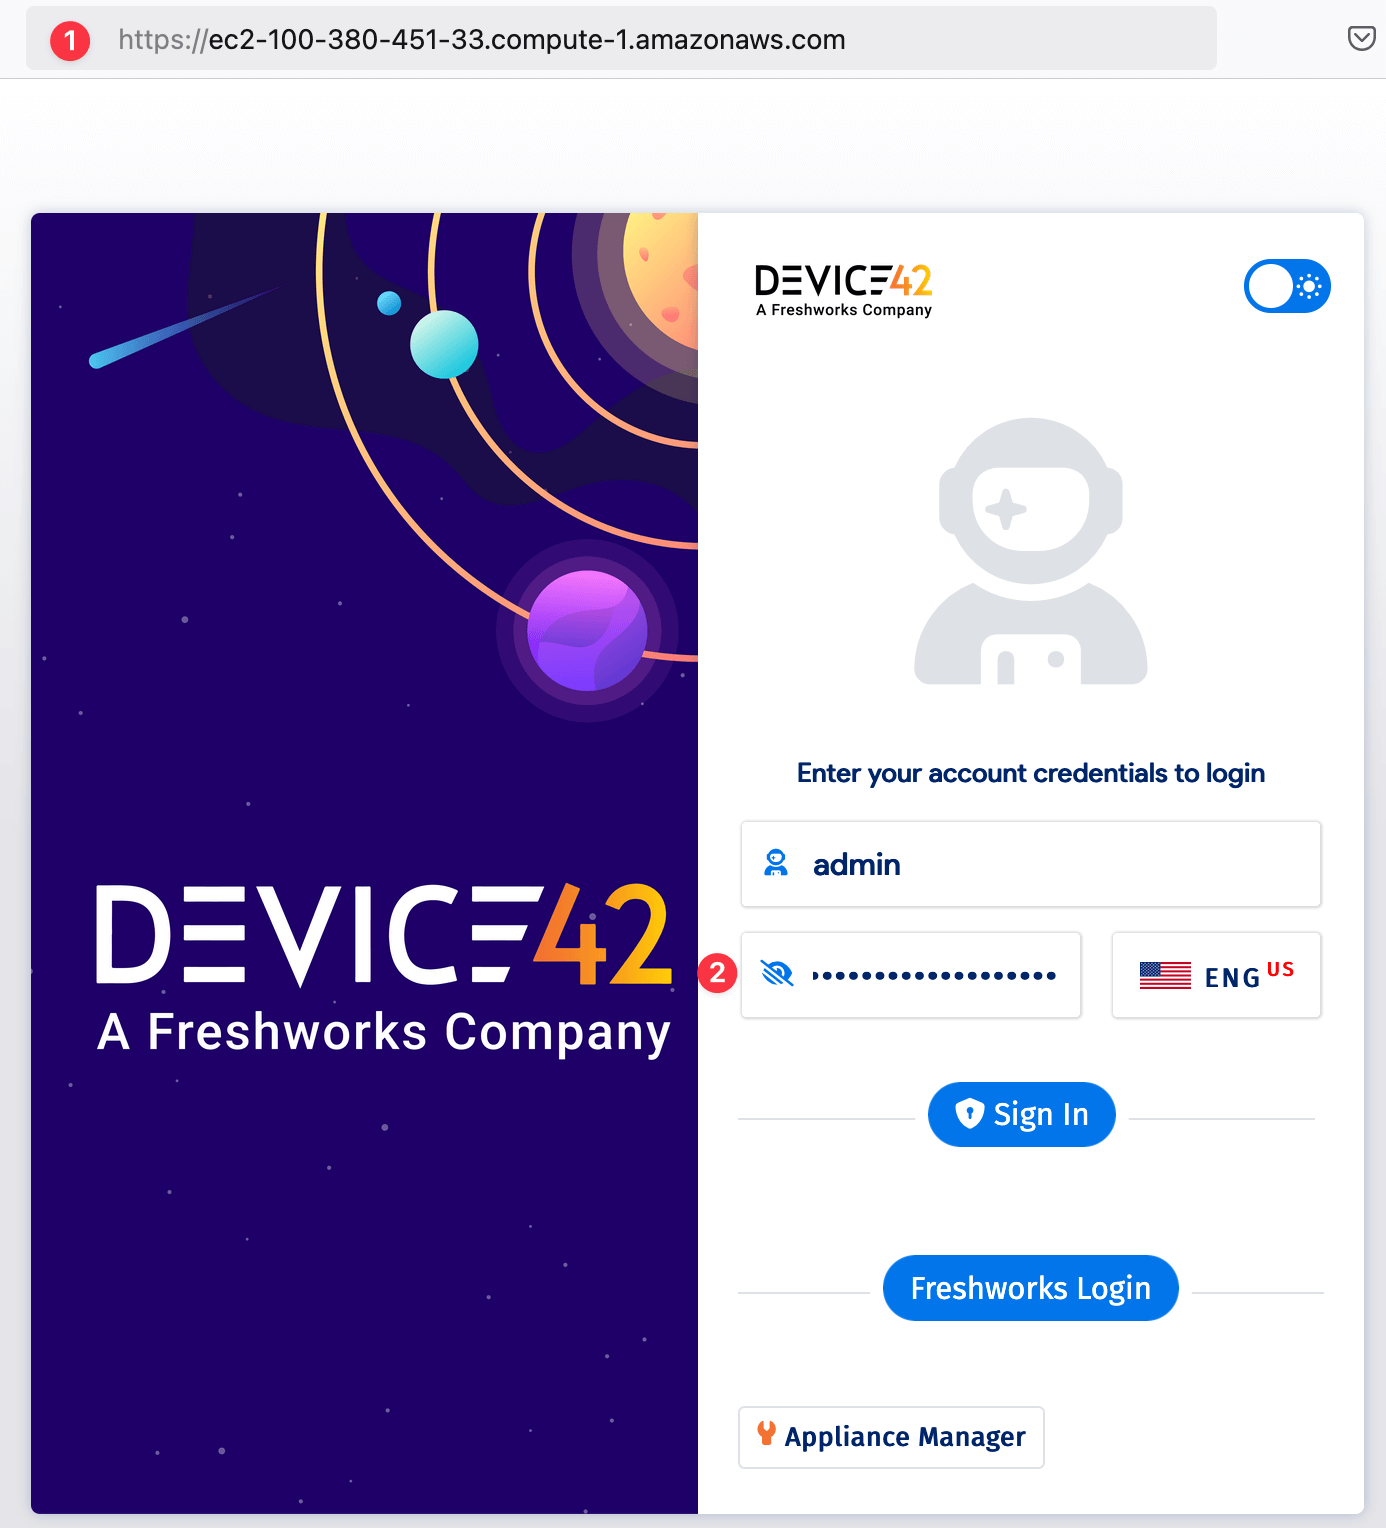 1 https://ec2-100-380-451-33.compute-1.amazonaws.com
DEVICE42
A Freshworks Company
DEVICE42
A Freshworks Company
Enter your account credentials to login
admin
2 •••••••••••••••••••• ENG US
Sign In
Freshworks Login
Appliance Manager